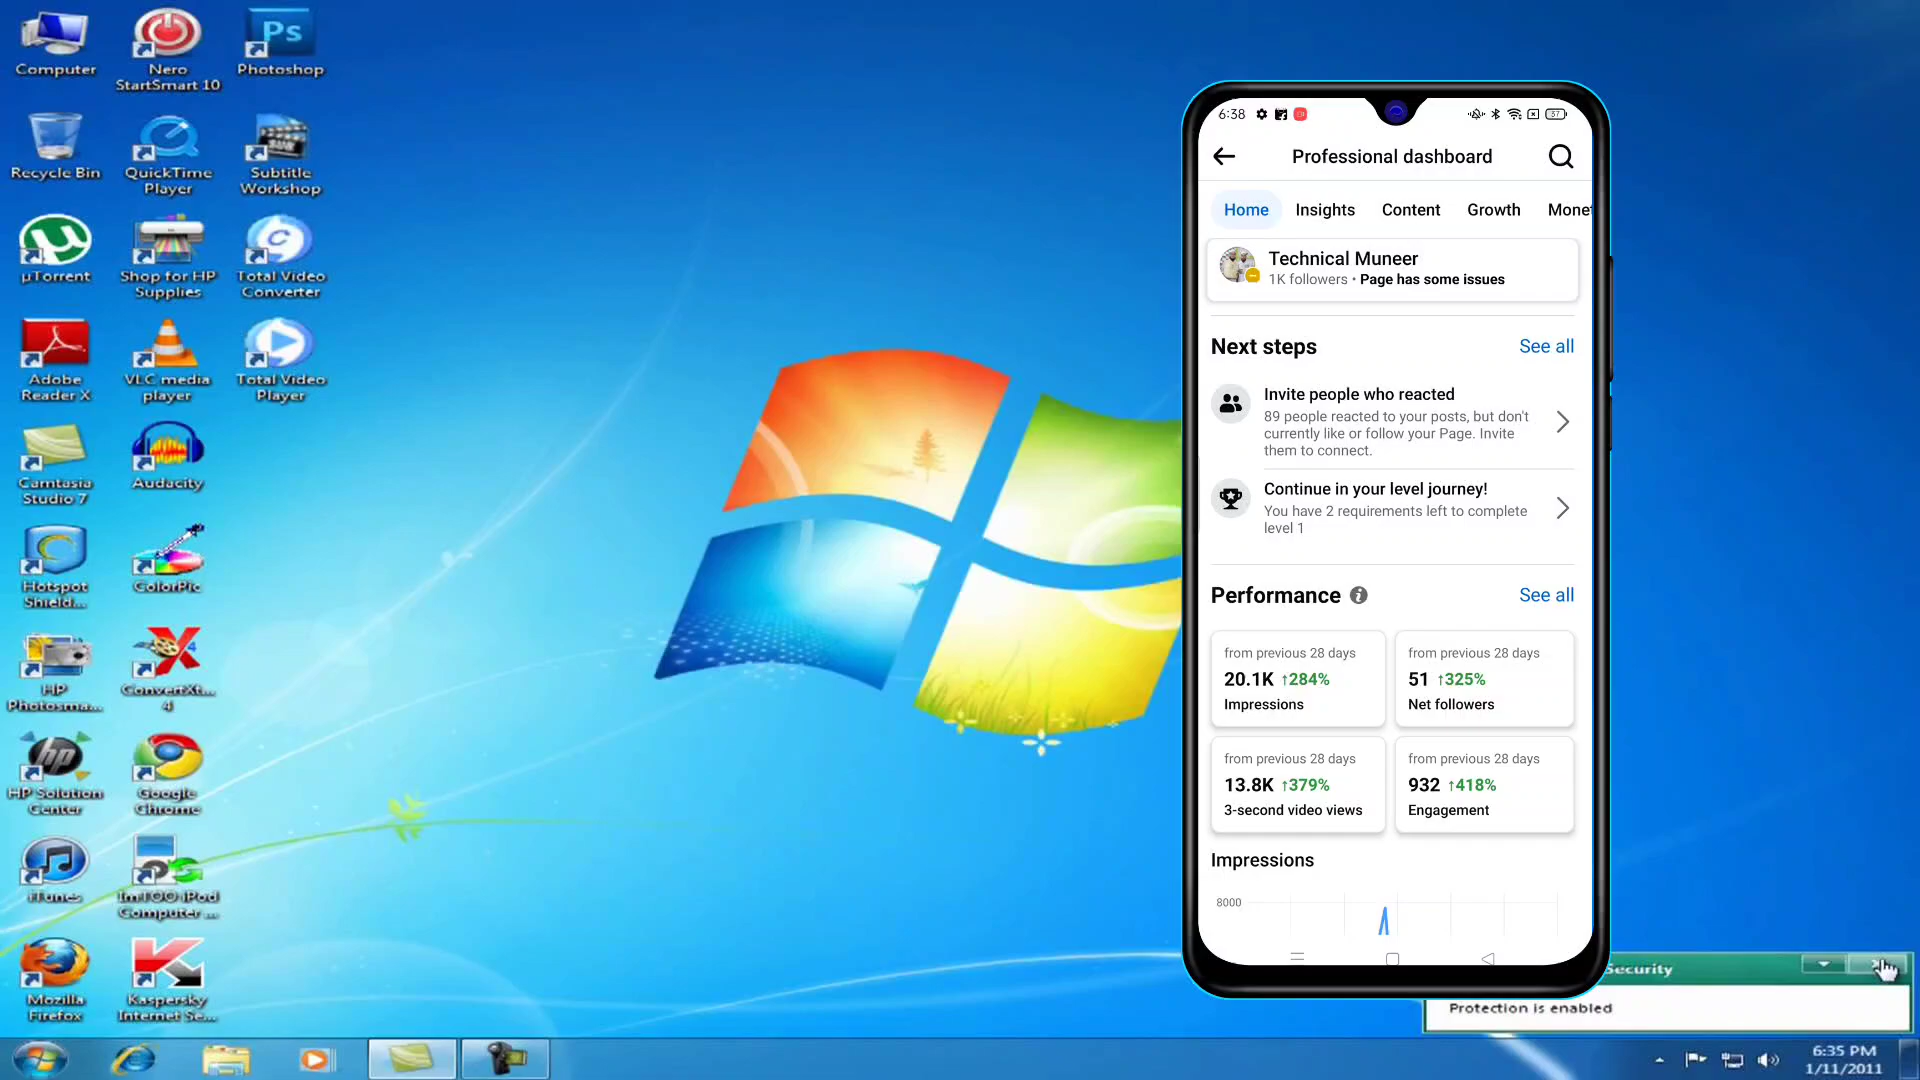 Computer
Nero
StartSmart 10
Ps
Photoshop
Recycle Bin
QuickTime
Player
Subtitle
Workshop
µTorrent
Shop for HP
Supplies
Total Video
Converter
Adobe
Reader X
VLC media
player
Total Video
Player
Camtasia
Studio 7
Audacity
Hotspot
Shield...
ColorPic
HP
Photosma...
ConvertXt...
4
HP Solution
Center
Google
Chrome
iTunes
ImTOO iPod
Computer ...
Mozilla
Firefox
Kaspersky
Internet Se...
6:38
37
Professional dashboard
Home Insights Content Growth Monet
Technical Muneer
1K followers • Page has some issues
Next steps See all
Invite people who reacted
89 people reacted to your posts, but don't
currently like or follow your Page. Invite
them to connect.
Continue in your level journey!
You have 2 requirements left to complete
level 1
Performance See all
from previous 28 days
20.1K ↑284%
Impressions
from previous 28 days
51 ↑325%
Net followers
from previous 28 days
13.8K ↑379%
3-second video views
from previous 28 days
932 ↑418%
Engagement
Impressions
8000
Security
Protection is enabled
6:35 PM
1/11/2011